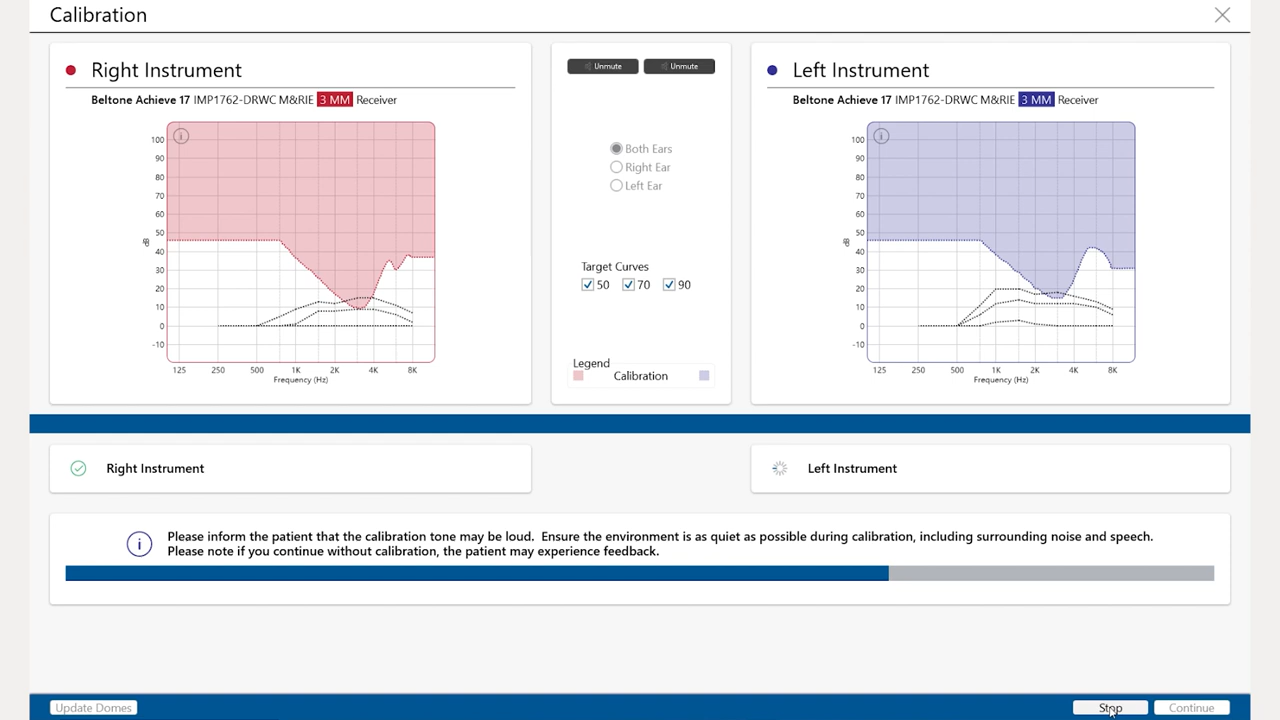 Calibration
Right Instrument
Beltone Achieve 17 IMP1762-DRWC M&RIE 3 MM Receiver
100
90
80
70
60
50
40
30
20
10
0
-10
dB
125 250 500 1K 2K 4K 8K
Frequency (Hz)
Unmute Unmute
Both Ears
Right Ear
Left Ear
Target Curves
50 70 90
Legend
Calibration
Left Instrument
Beltone Achieve 17 IMP1762-DRWC M&RIE 3 MM Receiver
100
90
80
70
60
50
40
30
20
10
0
-10
dB
125 250 500 1K 2K 4K 8K
Frequency (Hz)
Right Instrument
Left Instrument
Please inform the patient that the calibration tone may be loud. Ensure the environment is as quiet as possible during calibration, including surrounding noise and speech.
Please note if you continue without calibration, the patient may experience feedback.
Update Domes
Stop
Continue